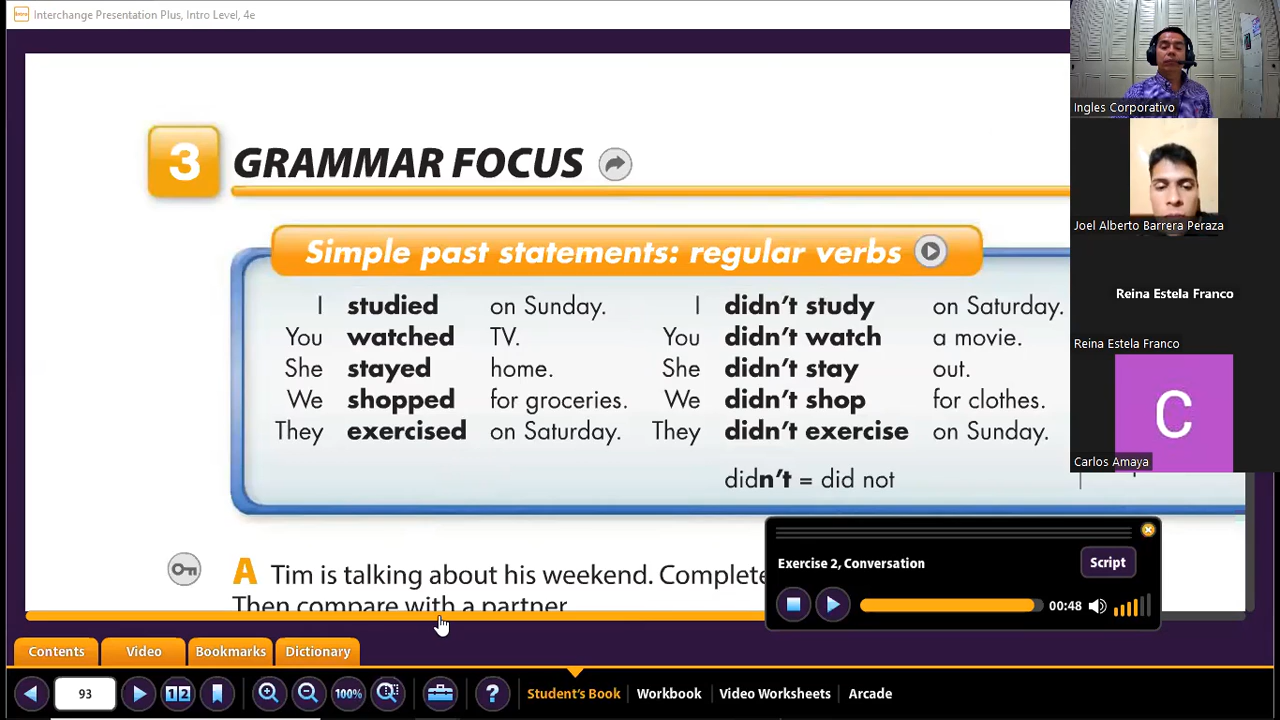 Interchange Presentation Plus, Intro Level, 4e
3 GRAMMAR FOCUS
Simple past statements: regular verbs
I studied on Sunday. I didn't study on Saturday.
You watched TV. You didn't watch a movie.
She stayed home. She didn't stay out.
We shopped for groceries. We didn't shop for clothes.
They exercised on Saturday. They didn't exercise on Sunday.
didn't = did not
A Tim is talking about his weekend. Complete
Then compare with a partner.
Exercise 2, Conversation
Script
00:48
Ingles Corporativo
Joel Alberto Barrera Peraza
Reina Estela Franco
Reina Estela Franco
C
Carlos Amaya
Contents Video Bookmarks Dictionary
93 1 2 100% ? Student's Book Workbook Video Worksheets Arcade